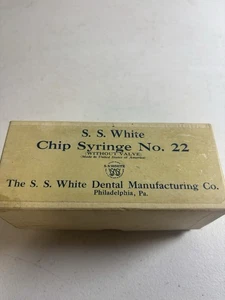 S. S. White
Chip Syringe No. 22
(WITHOUT VALVE)
(Made in United States of America)
The S. S. White Dental Manufacturing Co.
Philadelphia, Pa.